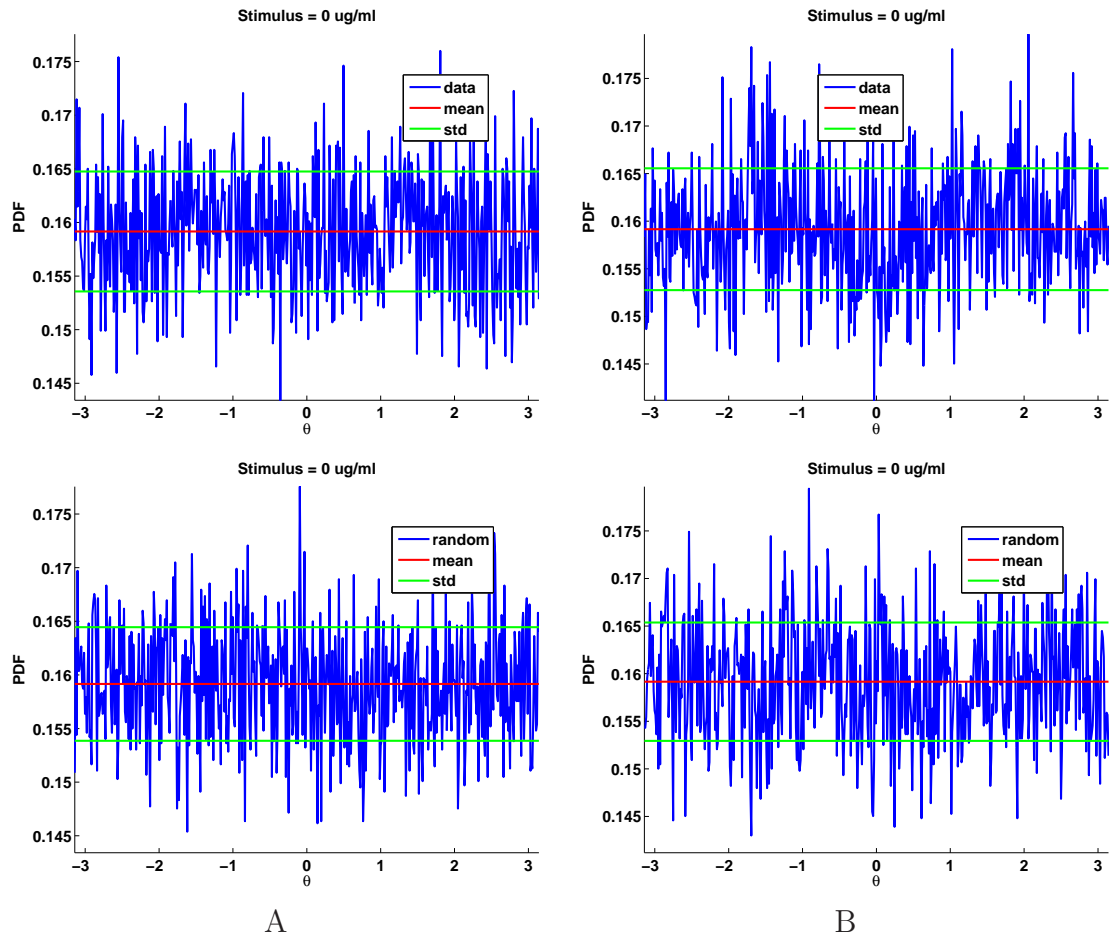 Stimulus = 0 ug/ml
PDF
0.175
0.17
0.165
0.16
0.155
0.15
0.145
−3 −2 −1 0 1 2 3
θ
data
mean
std
Stimulus = 0 ug/ml
PDF
0.175
0.17
0.165
0.16
0.155
0.15
0.145
−3 −2 −1 0 1 2 3
θ
data
mean
std
Stimulus = 0 ug/ml
PDF
0.175
0.17
0.165
0.16
0.155
0.15
0.145
−3 −2 −1 0 1 2 3
θ
random
mean
std
Stimulus = 0 ug/ml
PDF
0.175
0.17
0.165
0.16
0.155
0.15
0.145
−3 −2 −1 0 1 2 3
θ
random
mean
std
A
B